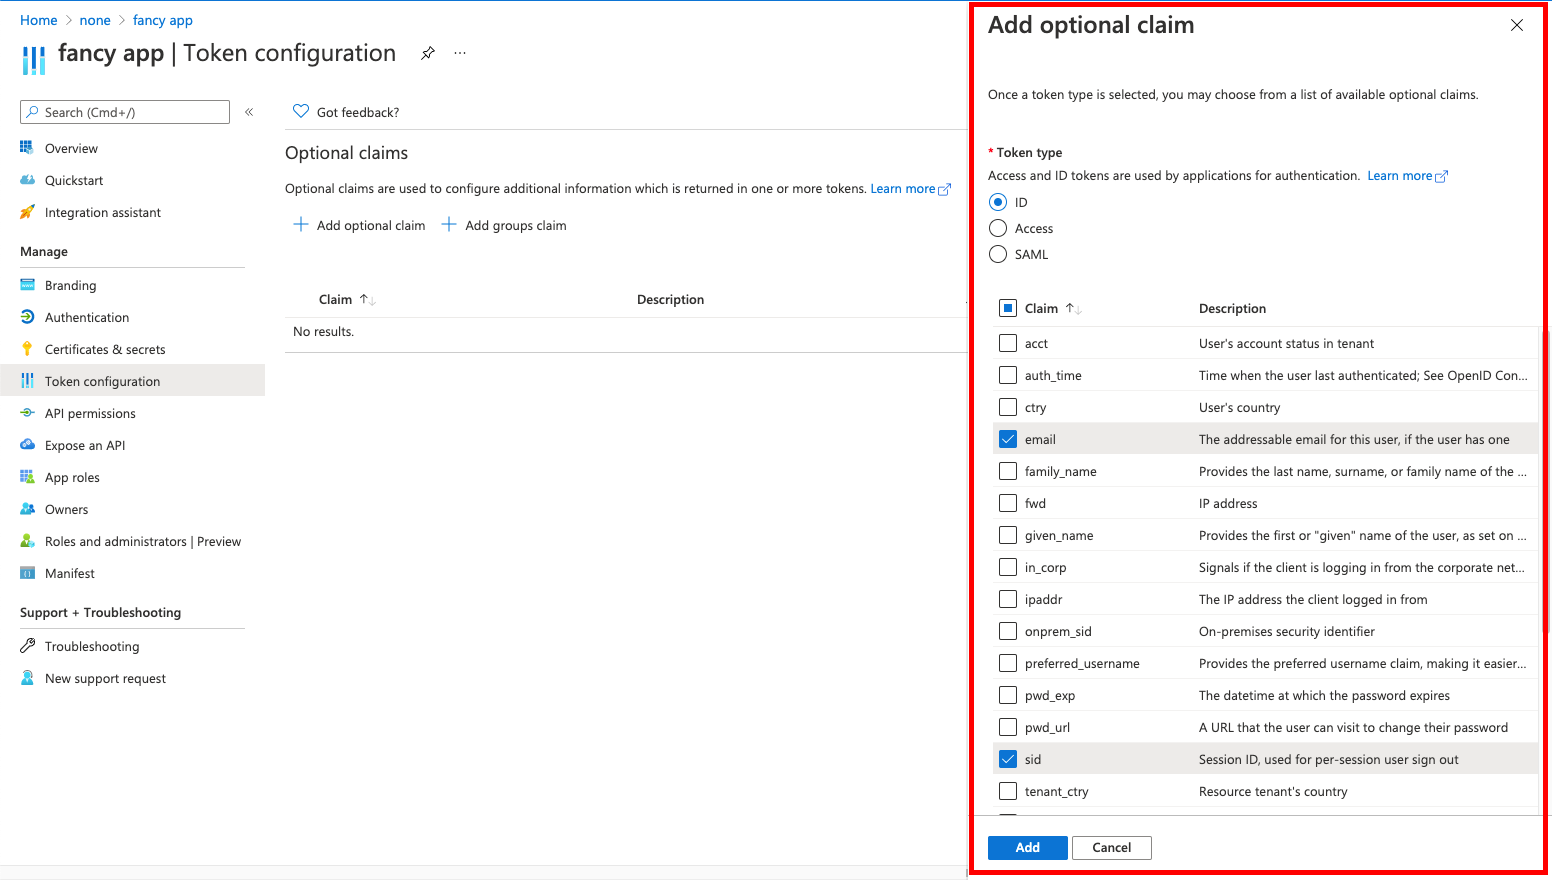 Home > none > fancy app
fancy app | Token configuration ...
Search (Cmd+/) «
Overview
Quickstart
Integration assistant
Manage
Branding
Authentication
Certificates & secrets
Token configuration
API permissions
Expose an API
App roles
Owners
Roles and administrators | Preview
Manifest
Support + Troubleshooting
Troubleshooting
New support request
Got feedback?
Optional claims
Optional claims are used to configure additional information which is returned in one or more tokens. Learn more
Add optional claim Add groups claim
Claim ↑↓ Description
No results.
Add optional claim
Once a token type is selected, you may choose from a list of available optional claims.
* Token type
Access and ID tokens are used by applications for authentication. Learn more
ID
Access
SAML
Claim ↑↓ Description
acct User's account status in tenant
auth_time Time when the user last authenticated; See OpenID Con...
ctry User's country
email The addressable email for this user, if the user has one
family_name Provides the last name, surname, or family name of the ...
fwd IP address
given_name Provides the first or "given" name of the user, as set on ...
in_corp Signals if the client is logging in from the corporate net...
ipaddr The IP address the client logged in from
onprem_sid On-premises security identifier
preferred_username Provides the preferred username claim, making it easier...
pwd_exp The datetime at which the password expires
pwd_url A URL that the user can visit to change their password
sid Session ID, used for per-session user sign out
tenant_ctry Resource tenant's country
Add Cancel